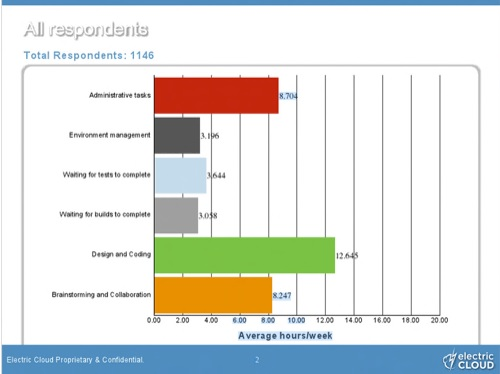 All respondents
Total Respondents: 1146
Administrative tasks 8.704
Environment management 3.196
Waiting for tests to complete 3.644
Waiting for builds to complete 3.058
Design and Coding 12.645
Brainstorming and Collaboration 8.247
0.00 2.00 4.00 6.00 8.00 10.00 12.00 14.00 16.00 18.00 20.00
Average hours/week
Electric Cloud Proprietary & Confidential. 2 electric
CLOUD